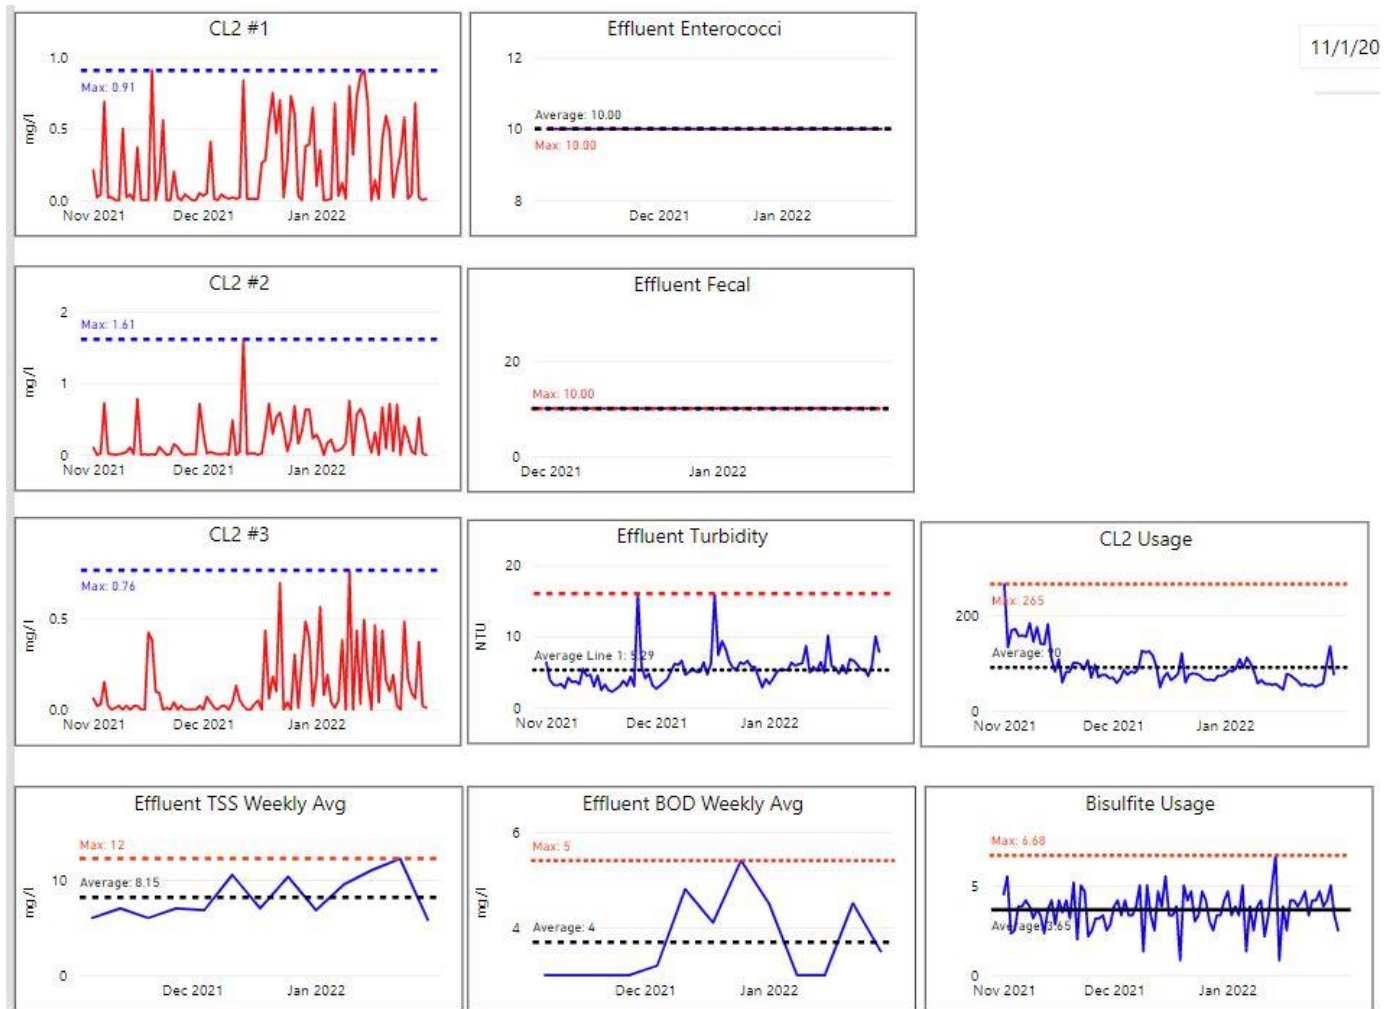 CL2 #1
1.0
Max: 0.91
mg/l
0.5
0.0
Nov 2021 Dec 2021 Jan 2022
Effluent Enterococci
12
Average: 10.00
10
Max: 10.00
8
Dec 2021 Jan 2022
11/1/20
CL2 #2
2
Max: 1.61
mg/l
1
0
Nov 2021 Dec 2021 Jan 2022
Effluent Fecal
20
Max: 10.00
0
Dec 2021 Jan 2022
CL2 #3
Max: 0.76
mg/l
0.5
0.0
Nov 2021 Dec 2021 Jan 2022
Effluent Turbidity
20
NTU
10
Average Line 1: 5.29
0
Nov 2021 Dec 2021 Jan 2022
CL2 Usage
Max: 265
200
Average: 90
0
Nov 2021 Dec 2021 Jan 2022
Effluent TSS Weekly Avg
Max: 12
10
Average: 8.15
mg/l
0
Dec 2021 Jan 2022
Effluent BOD Weekly Avg
6
Max: 5
mg/l
4
Average: 4
Dec 2021 Jan 2022
Bisulfite Usage
Max: 6.68
5
Average: 3.65
0
Nov 2021 Dec 2021 Jan 2022